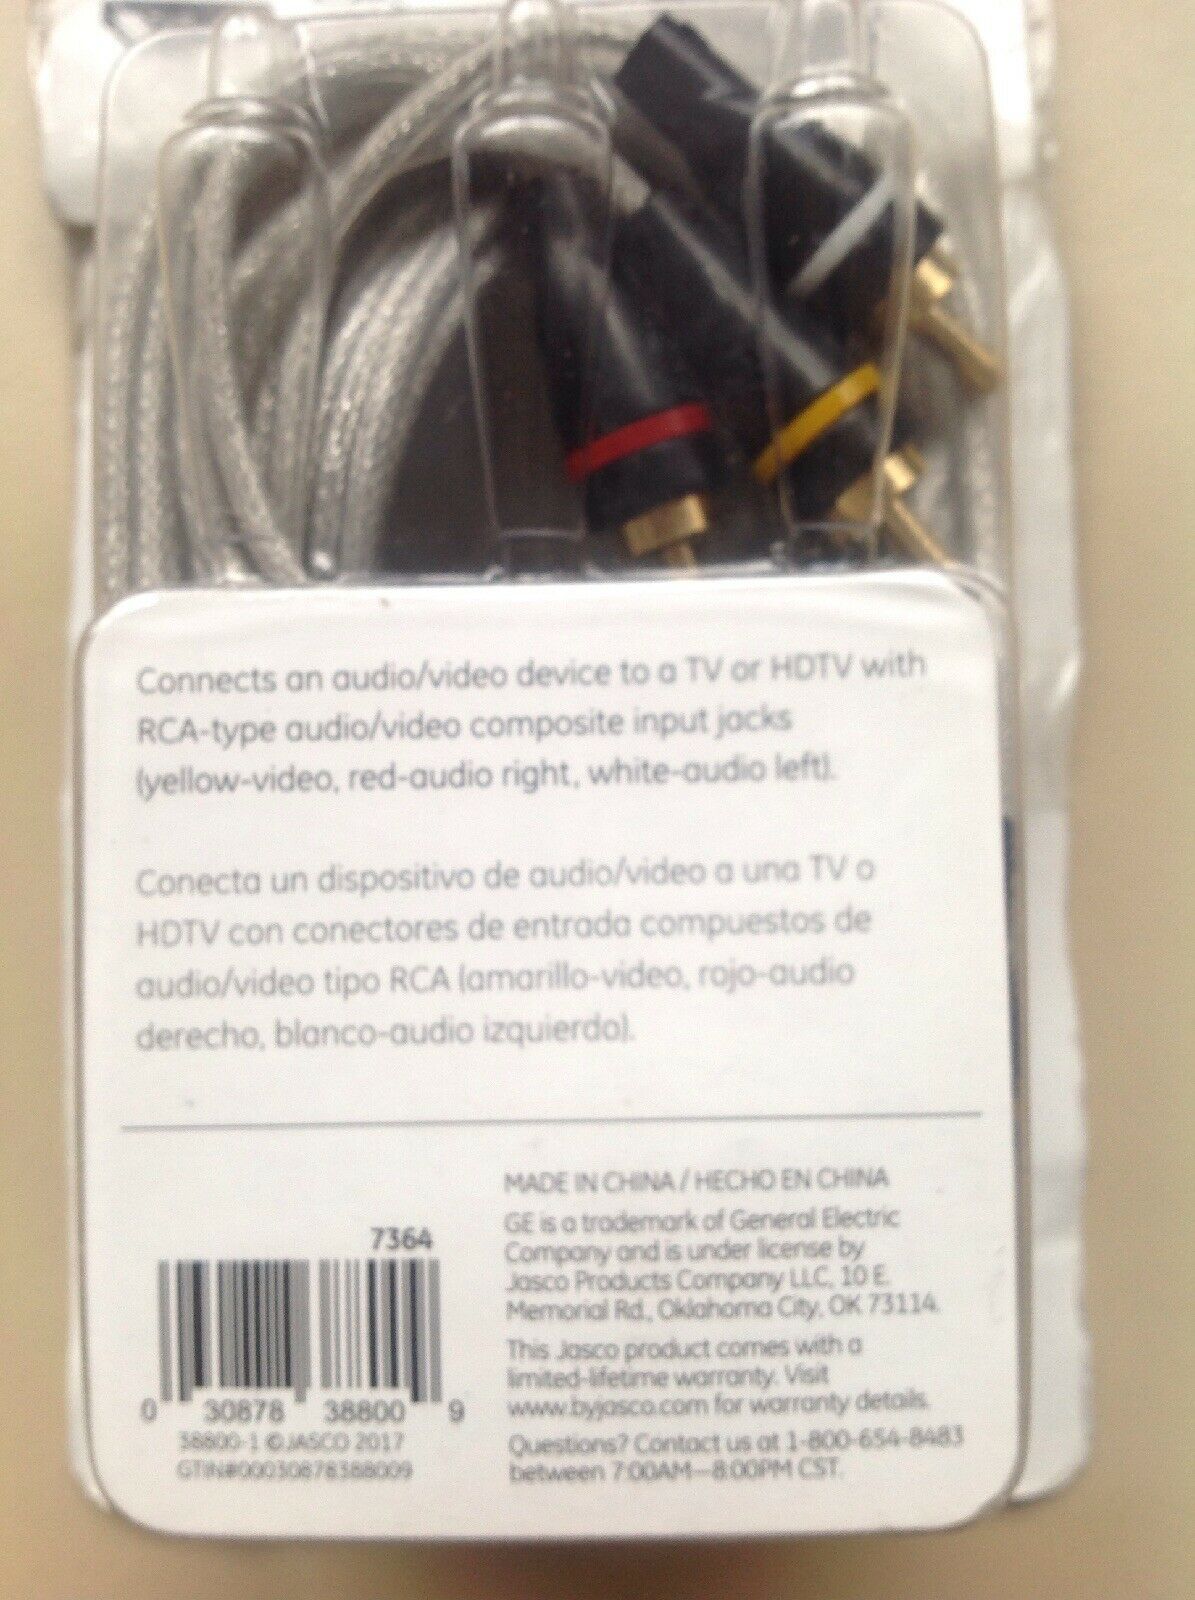 Connects an audio/video device to a TV or HDTV with
RCA-type audio/video composite input jacks
(yellow-video, red-audio right, white-audio left).
Conecta un dispositivo de audio/video a una TV o
HDTV con conectores de entrada compuestos de
audio/video tipo RCA (amarillo-video, rojo-audio
derecho, blanco-audio izquierdo).
7364
0 30878 38800 9
38800-1 ©JASCO 2017
GTIN#00030878388009
MADE IN CHINA / HECHO EN CHINA
GE is a trademark of General Electric
Company and is under license by
Jasco Products Company LLC, 10 E.
Memorial Rd., Oklahoma City, OK 73114.
This Jasco product comes with a
limited-lifetime warranty. Visit
www.byjasco.com for warranty details.
Questions? Contact us at 1-800-654-8483
between 7:00AM—8:00PM CST.